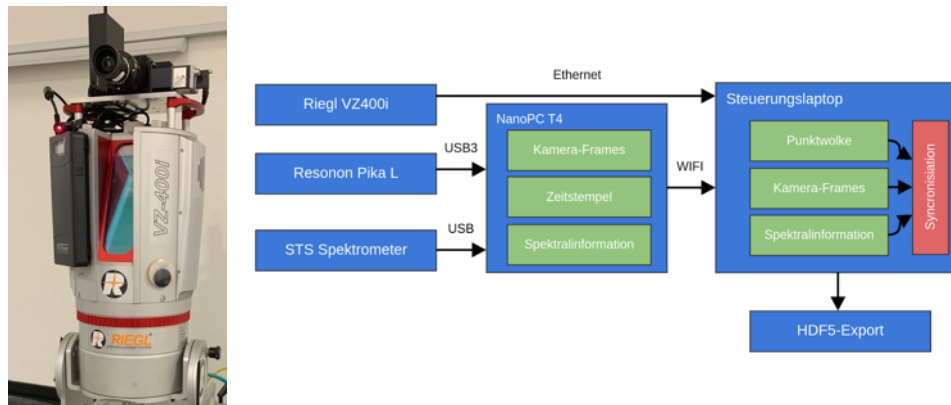 VZ-400i
RIEGL
Ethernet
Riegl VZ400i
Resonon Pika L
STS Spektrometer
USB3
USB
NanoPC T4
Kamera-Frames
Zeitstempel
Spektralinformation
WIFI
Steuerungslaptop
Punktwolke
Kamera-Frames
Spektralinformation
Syncronisiation
HDF5-Export